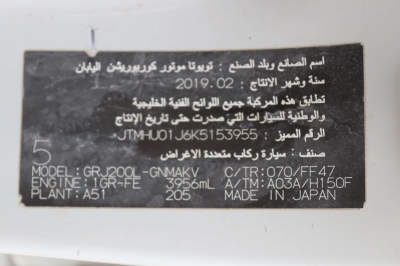 اسم الصانع وبلد الصنع : تويوتا موتور كوربوريشن اليابان
سنة وشهر الانتاج : 2019.02
تطابق هذه المركبة جميع اللوائح الفنية الخليجية
والوطنية للسيارات التي صدرت حتى تاريخ الإنتاج
الرقم المميز : JTMHU01J6K5153955
صنف : سيارة ركاب متعددة الاغراض
5
MODEL: GRJ200L-GNMAKV C/TR: 070/FF47
ENGINE: 1GR-FE 3956mL A/TM: A03A/H150F
PLANT: A51 205 MADE IN JAPAN